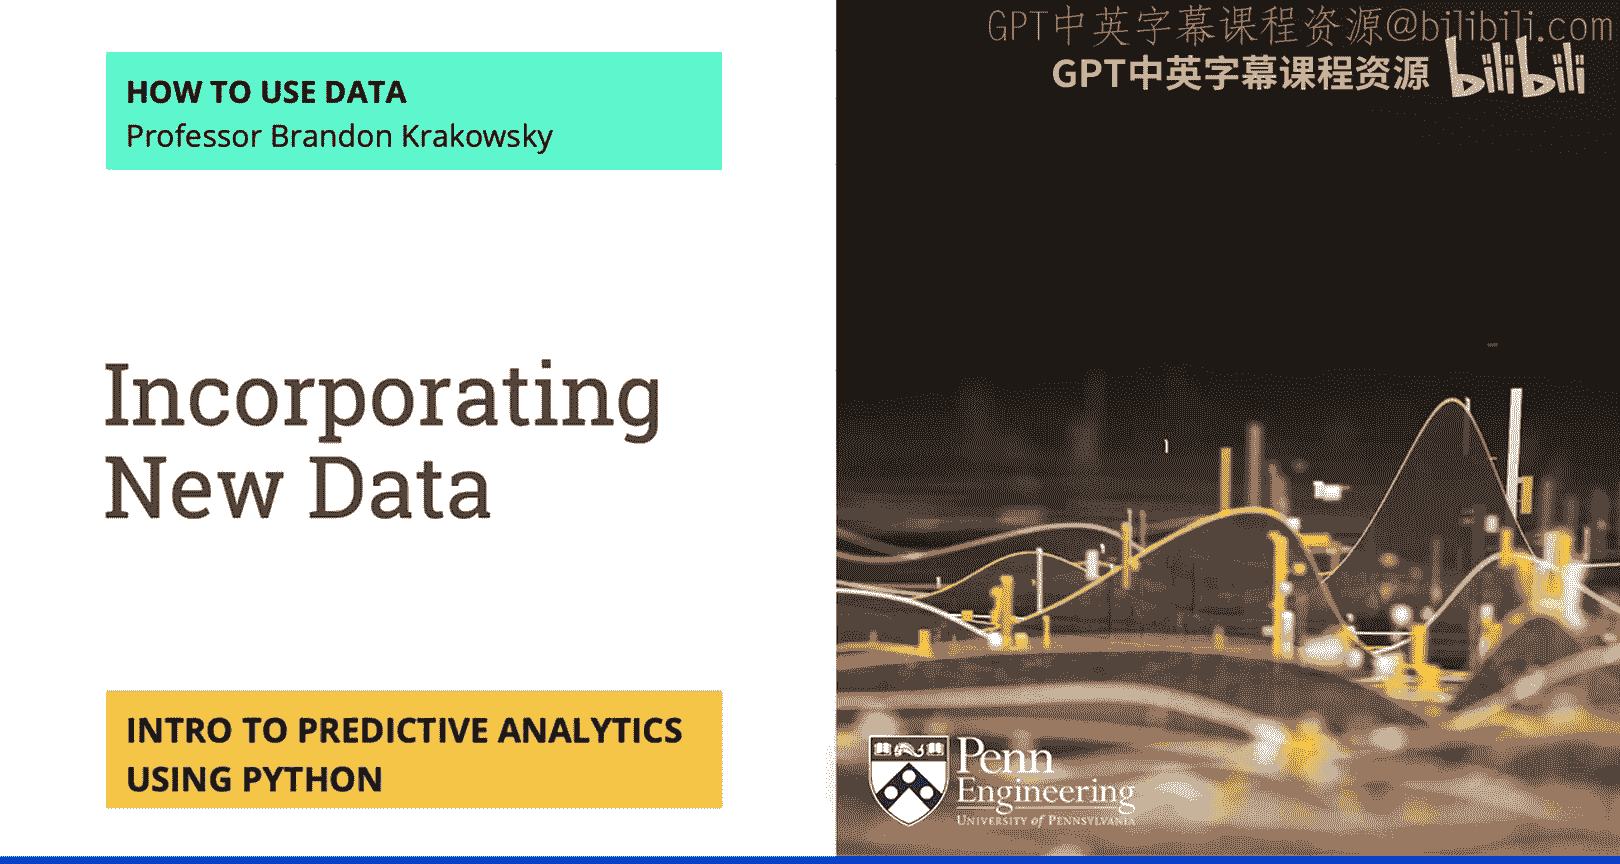 HOW TO USE DATA
Professor Brandon Krakowsky
Incorporating
New Data
INTRO TO PREDICTIVE ANALYTICS
USING PYTHON
GPT中英字幕课程资源@bilibili.com
GPT中英字幕课程资源 bilibili
Penn
Engineering
UNIVERSITY of PENNSYLVANIA